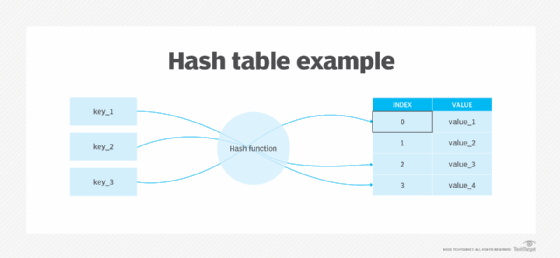 Hash table example
key_1
key_2
key_3
Hash function
INDEX VALUE
0 value_1
1 value_2
2 value_3
3 value_4
TechTarget